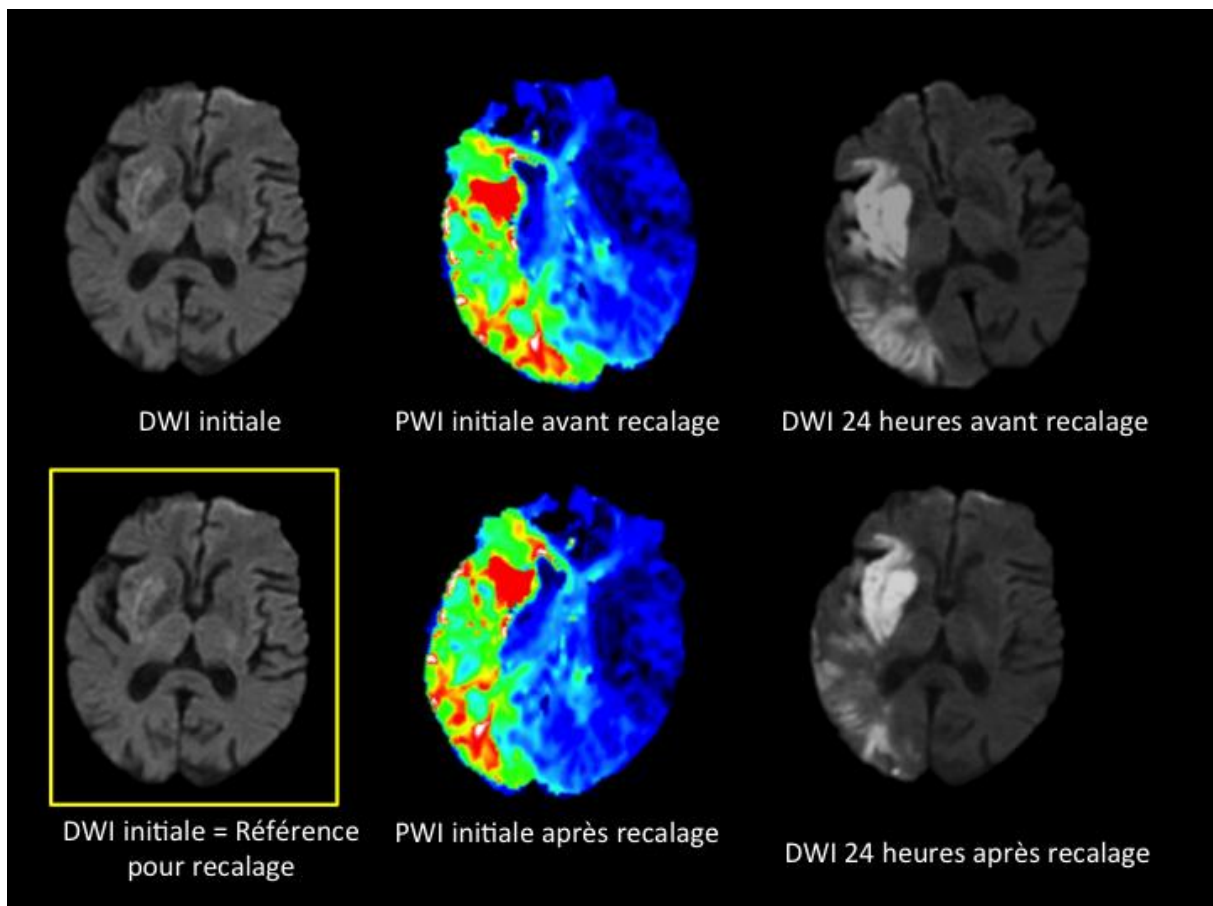 DWI initiale
PWI initiale avant recalage
DWI 24 heures avant recalage
DWI initiale = Référence
pour recalage
PWI initiale après recalage
DWI 24 heures après recalage